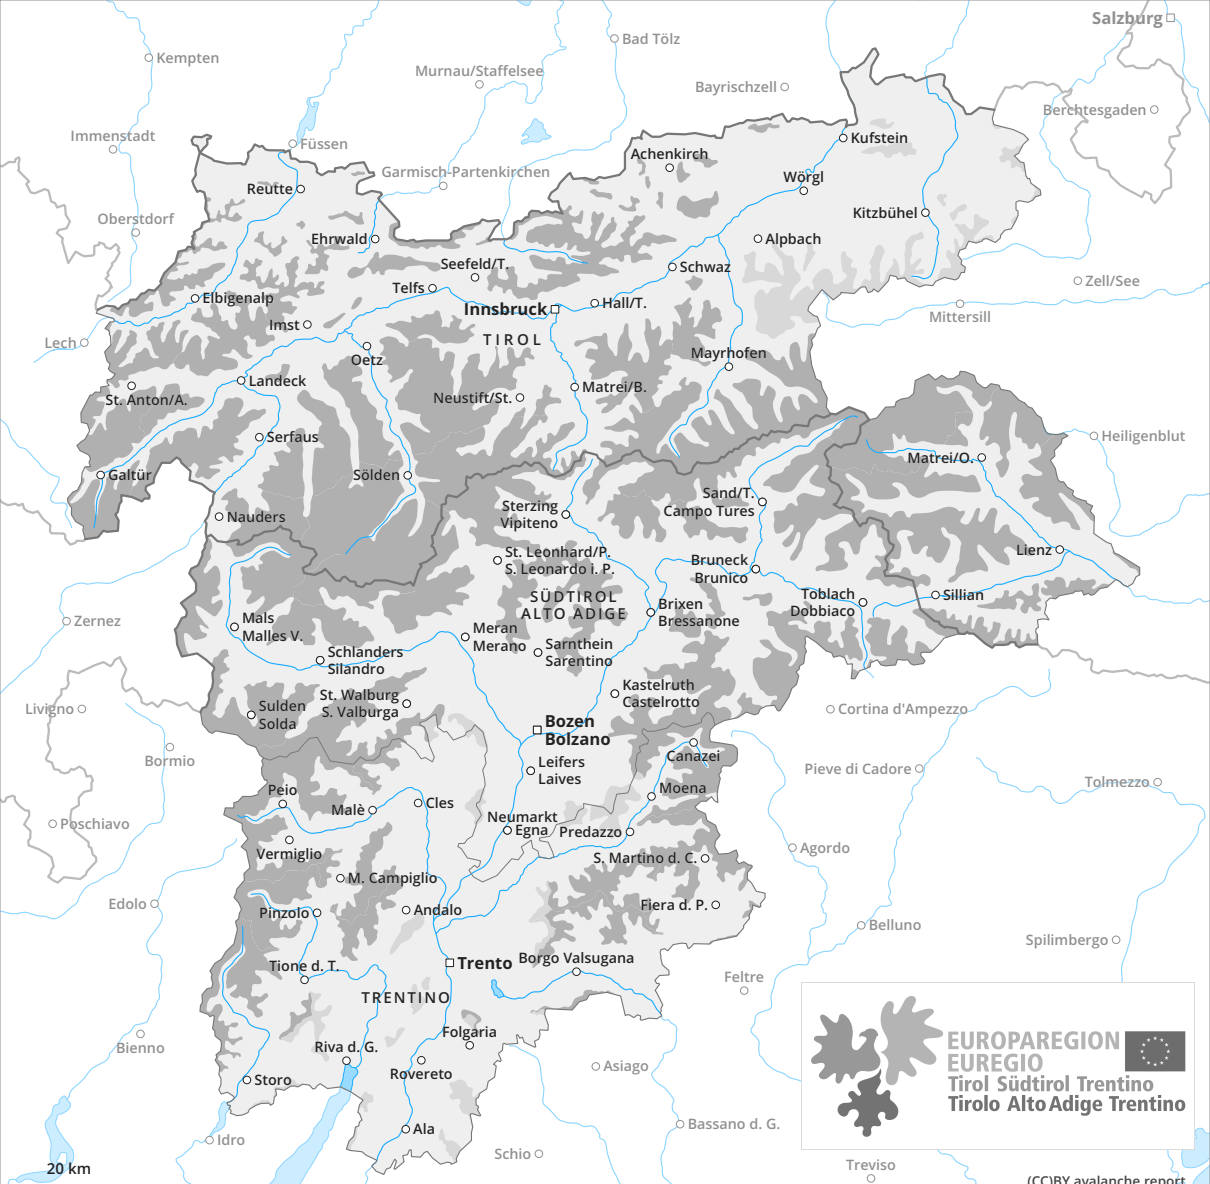 Salzburg
Bad Tölz
Kempten
Murnau/Staffelsee
Bayrischzell
Berchtesgaden
Immenstadt
Füssen
Kufstein
Achenkirch
Garmisch-Partenkirchen
Wörgl
Reutte
Oberstdorf
Kitzbühel
Ehrwald
Alpbach
Seefeld/T.
Schwaz
Zell/See
Telfs
Elbigenalp
Hall/T.
Innsbruck
Mittersill
Imst
TIROL
Lech
Mayrhofen
Oetz
Landeck
Matrei/B.
St. Anton/A.
Neustift/St.
Serfaus
Heiligenblut
Matrei/O.
Galtür
Sölden
Sand/T.
Campo Tures
Sterzing
Vipiteno
Nauders
Lienz
St. Leonhard/P.
S. Leonardo i. P.
Bruneck
Brunico
SÜDTIROL
ALTO ADIGE
Toblach
Dobbiaco
Sillian
Brixen
Bressanone
Zernez
Mals
Malles V.
Meran
Merano
Sarnthein
Sarentino
Schlanders
Silandro
Kastelruth
Castelrotto
St. Walburg
S. Valburga
Sulden
Solda
Livigno
Cortina d'Ampezzo
Bozen
Bolzano
Bormio
Canazei
Leifers
Laives
Pieve di Cadore
Tolmezzo
Peio
Moena
Malè
Cles
Neumarkt
Egna
Predazzo
Poschiavo
Vermiglio
Agordo
S. Martino d. C.
M. Campiglio
Edolo
Pinzolo
Andalo
Fiera d. P.
Belluno
Spilimbergo
Trento
Borgo Valsugana
Tione d. T.
Feltre
TRENTINO
Folgaria
Bienno
Riva d. G.
EUROPAREGION
EUREGIO
Tirol Südtirol Trentino
Tirolo Alto Adige Trentino
Asiago
Rovereto
Storo
Bassano d. G.
Ala
Idro
Schio
20 km
Treviso
(CC)BY avalanche.report